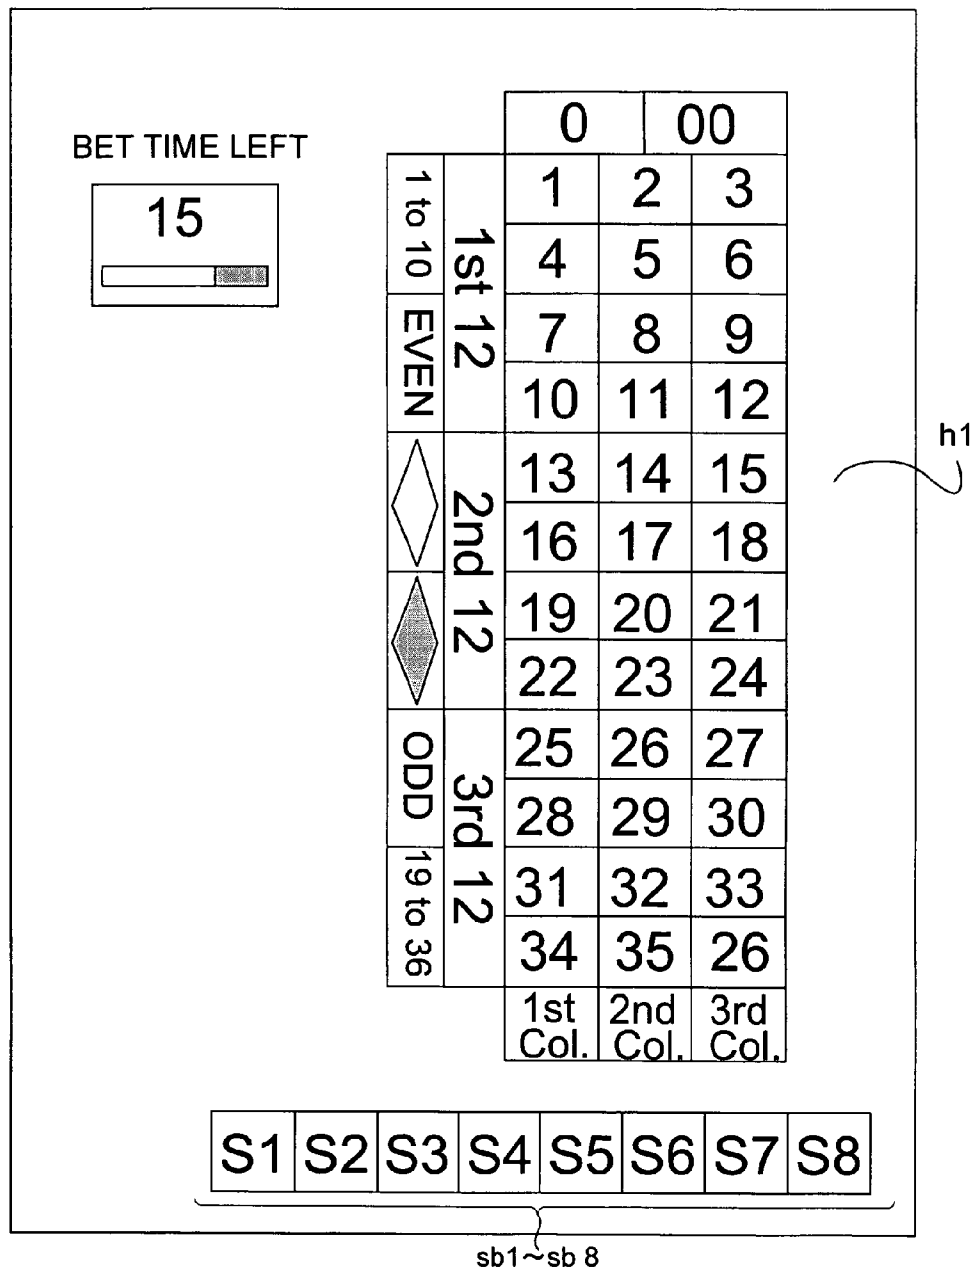 BET TIME LEFT
15
0 00
1 to 10
EVEN
ODD
19 to 36
1st 12
2nd 12
3rd 12
1 2 3
4 5 6
7 8 9
10 11 12
13 14 15
16 17 18
19 20 21
22 23 24
25 26 27
28 29 30
31 32 33
34 35 26
1st 2nd 3rd
Col. Col. Col.
h1
S1 S2 S3 S4 S5 S6 S7 S8
sb1~sb 8